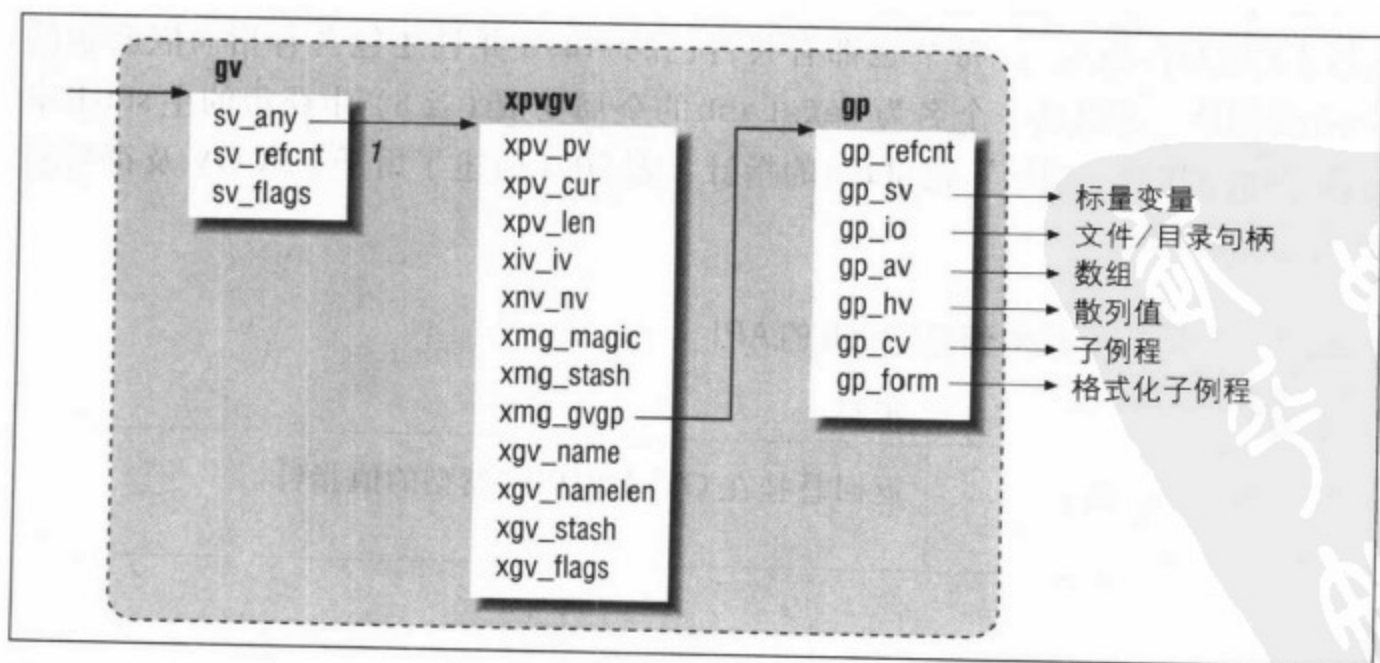 gv
sv_any
sv_refcnt
1
sv_flags
xpvgv
xpv_pv
xpv_cur
xpv_len
xiv_iv
xnv_nv
xmg_magic
xmg_stash
xmg_gvgp
xgv_name
xgv_namelen
xgv_stash
xgv_flags
gp
gp_refcnt
gp_sv
gp_io
gp_av
gp_hv
gp_cv
gp_form
标量变量
文件/目录句柄
数组
散列值
子例程
格式化子例程